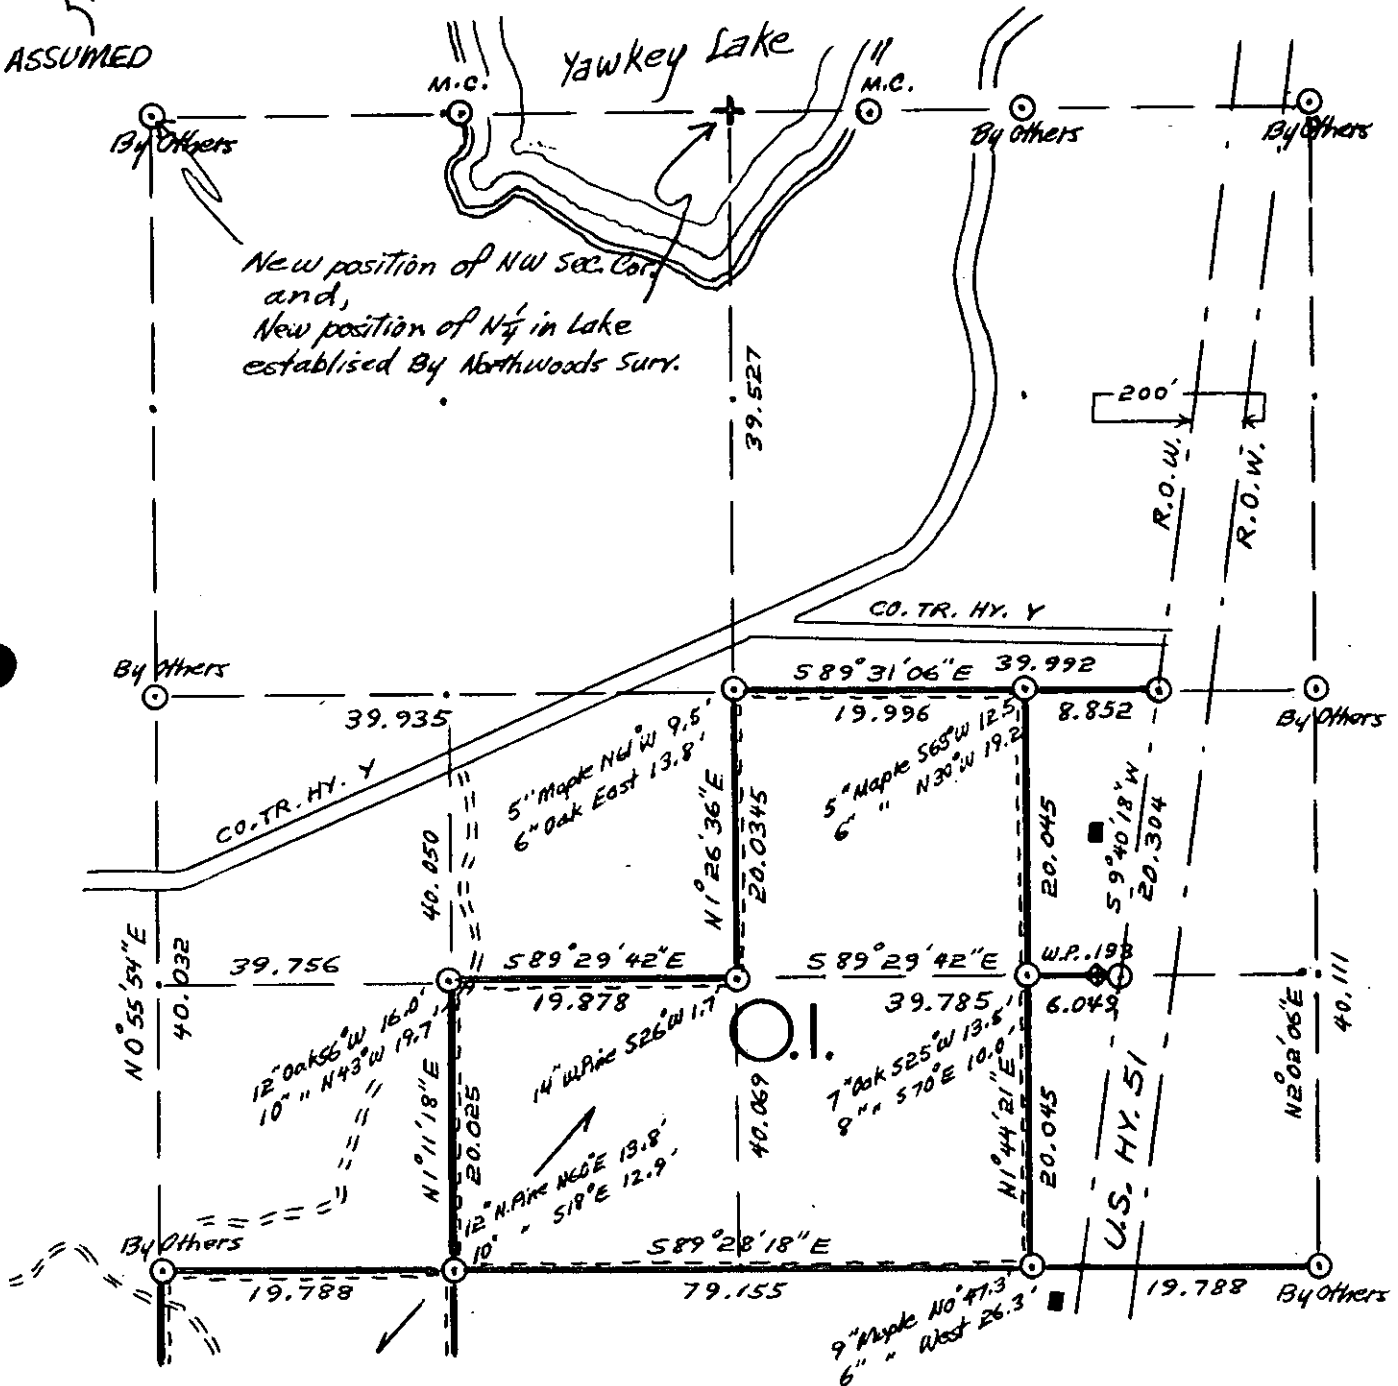 ASSUMED
Yawkey Lake
M.C.
M.C.
By Others
By Others
By Others
New position of NW Sec. Cor.
and,
New position of N 1/4 in Lake
establised By Northwoods Surv.
39.527
200'
R.O.W.
R.O.W.
CO. TR. HY. Y
By Others
S 89° 31' 06" E 39.992
39.935
19.996
8.852
By Others
5" Maple N61°W 9.5'
6" Oak East 13.8'
5" Maple S65°W 12.5'
6" " N30°W 19.2'
CO. TR. HY. Y
40.050
N 1° 26' 36" E
20.0345
20.045
S 9° 40' 18" W
20.304
N 0° 55' 54" E
40.032
39.756
S 89° 29' 42" E
19.878
S 89° 29' 42" E
39.785
W.P. .193
6.049
N 2° 02' 06" E
40.111
12" Oak S6°W 16.0'
10" " N43°W 19.7'
14" W.Pine S26°W 1.7'
O.I.
7" Oak S25°W 13.5'
8" " S70°E 10.0'
N 1° 11' 18" E
20.025
40.069
N 1° 44' 21" E
20.045
U.S. HY. 51
12" N.Pine N60°E 13.8'
10" " S18°E 12.9'
By Others
S 89° 28' 18" E
19.788
79.155
19.788
By Others
9" Maple N0° 47.3'
6" " West 26.3'